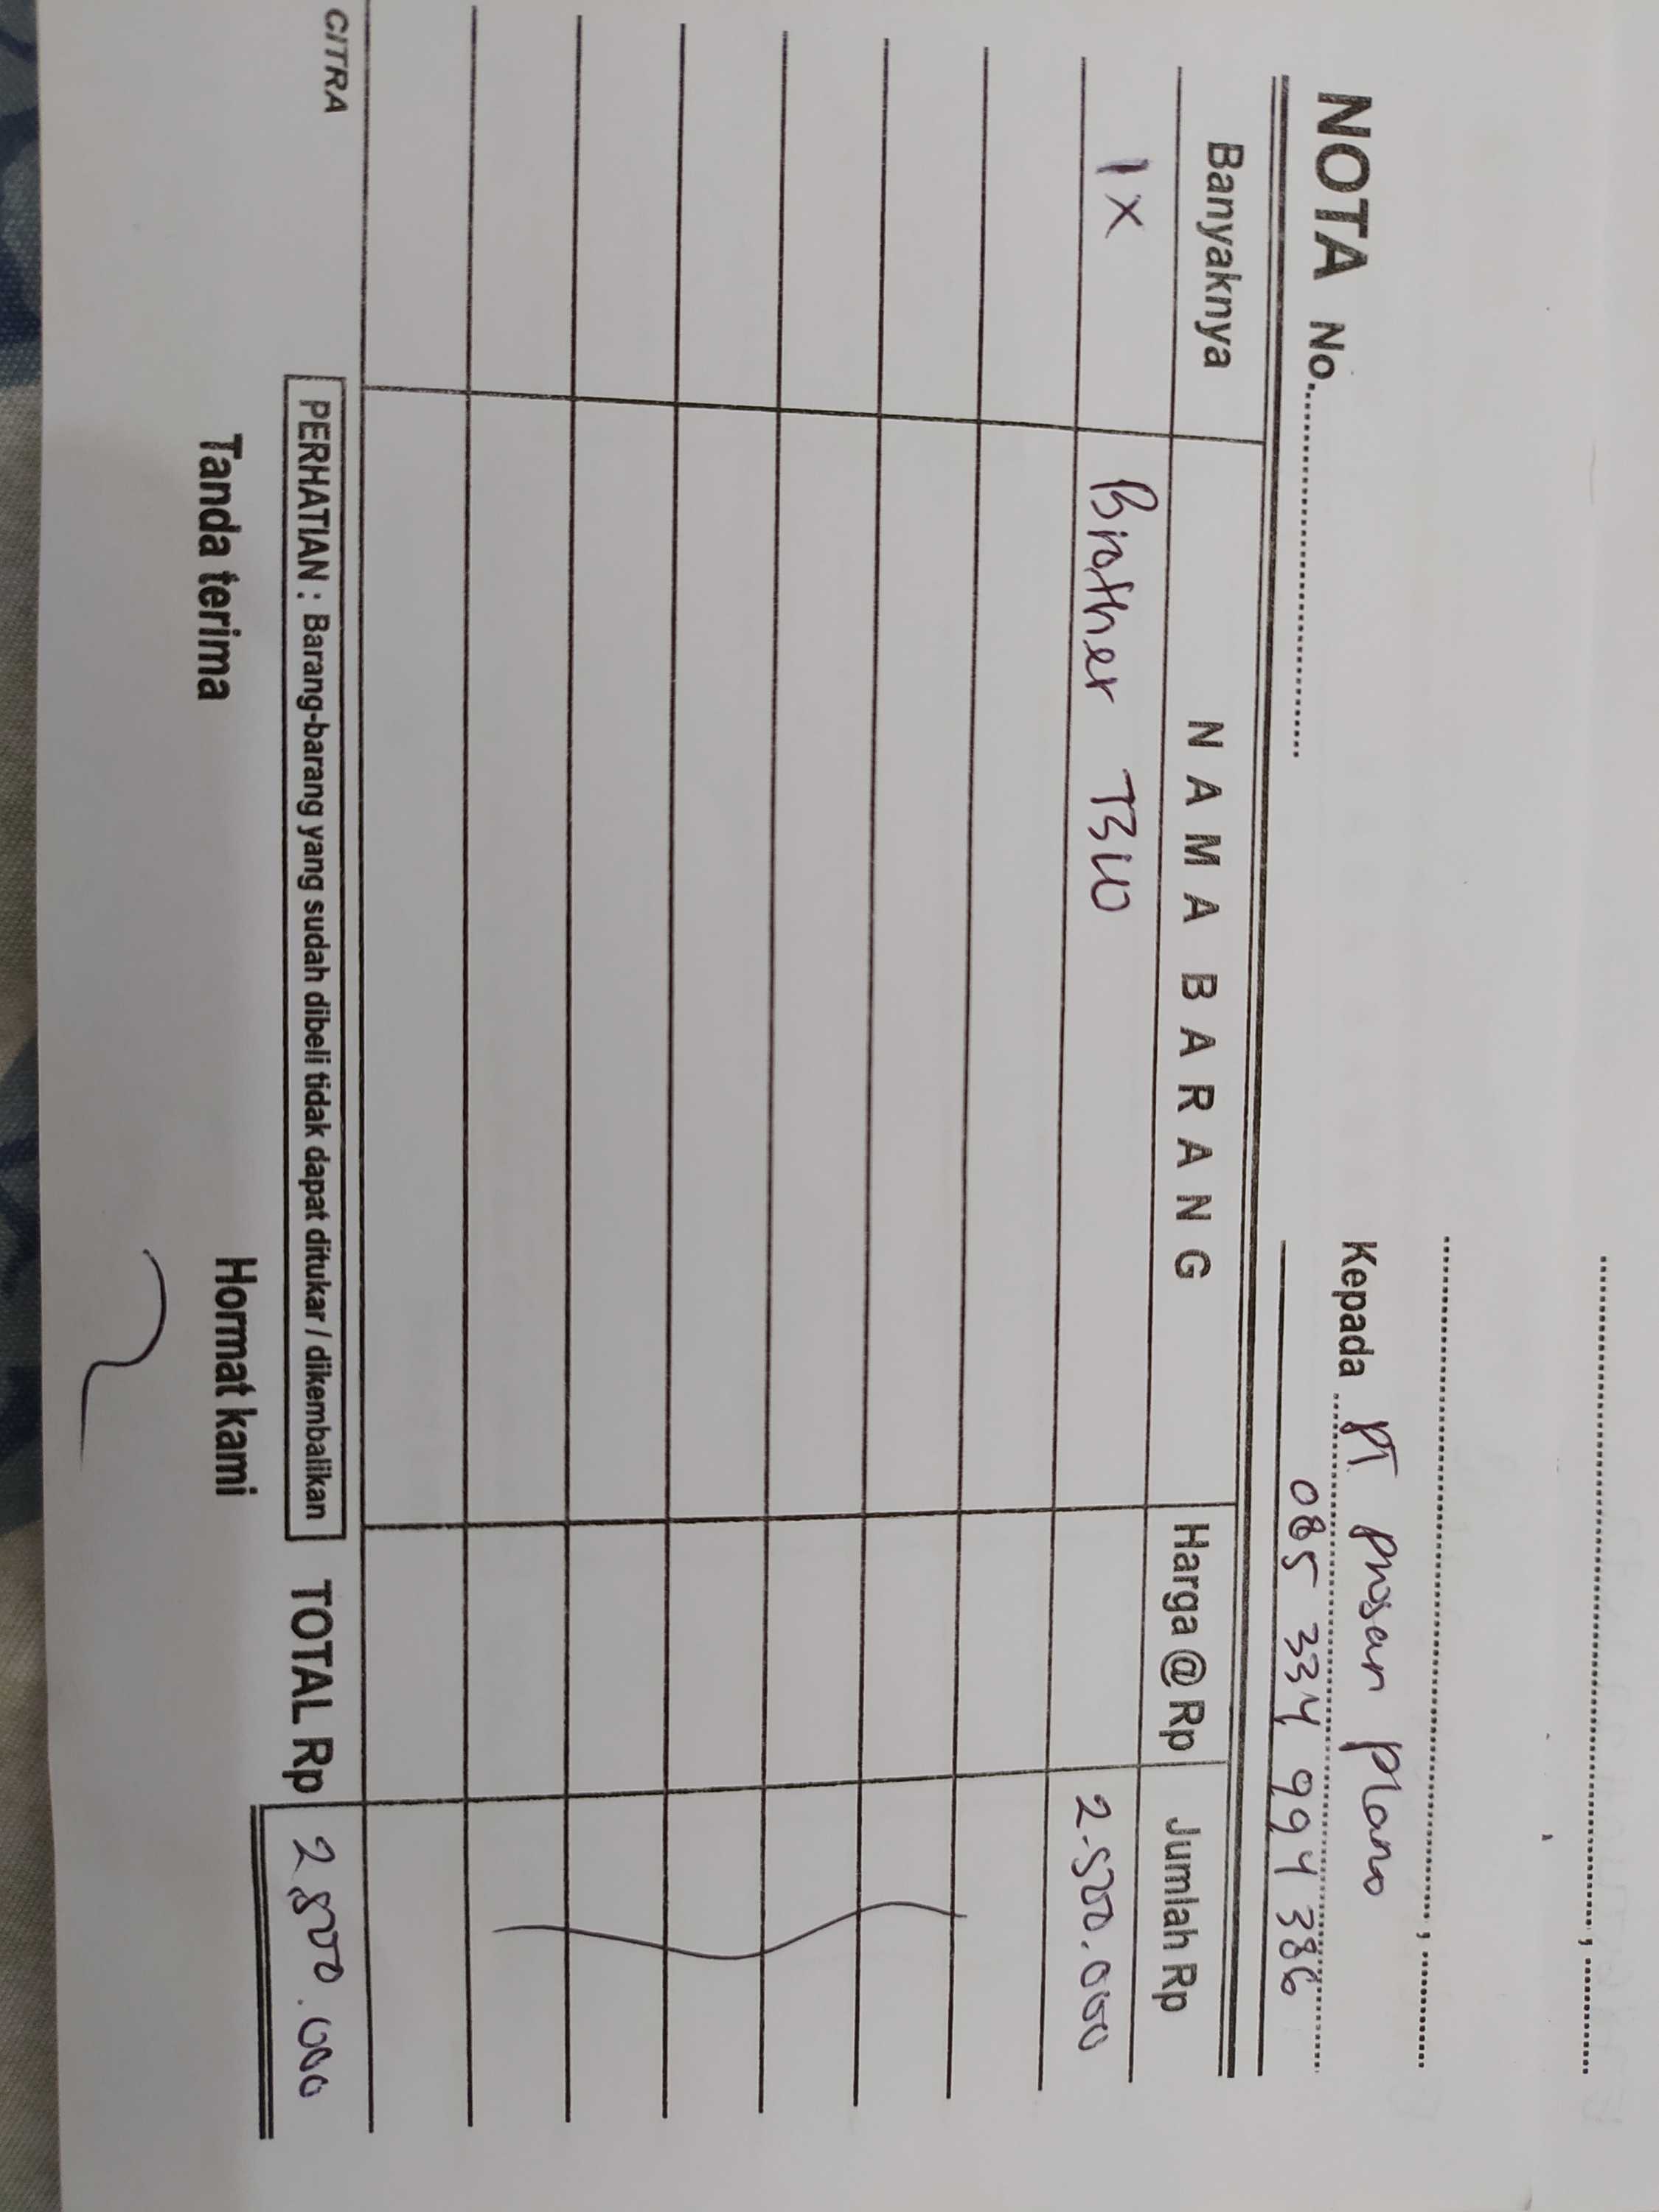 Kepada PT Prosan Plano
NOTA No.
085 334 994 386
Banyaknya NAMA BARANG Harga @ Rp Jumlah Rp
1x Brother T310 2.500.000
PERHATIAN : Barang-barang yang sudah dibeli tidak dapat ditukar / dikembalikan TOTAL Rp 2.500.000
CITRA
Tanda terima Hormat kami